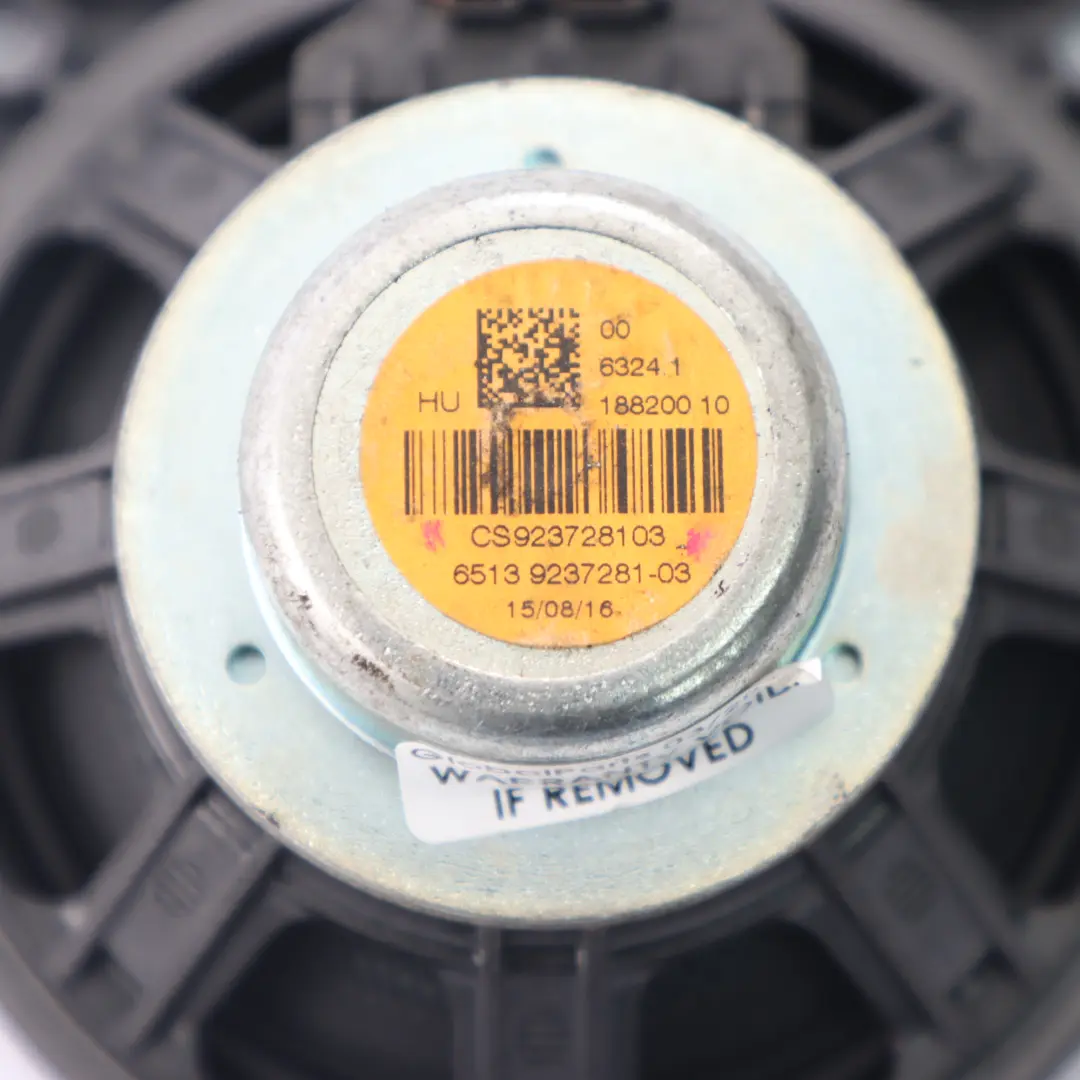 00
6324.1
HU 188200 10
CS923728103
6513 9237281-03
15/08/16
IF REMOVED